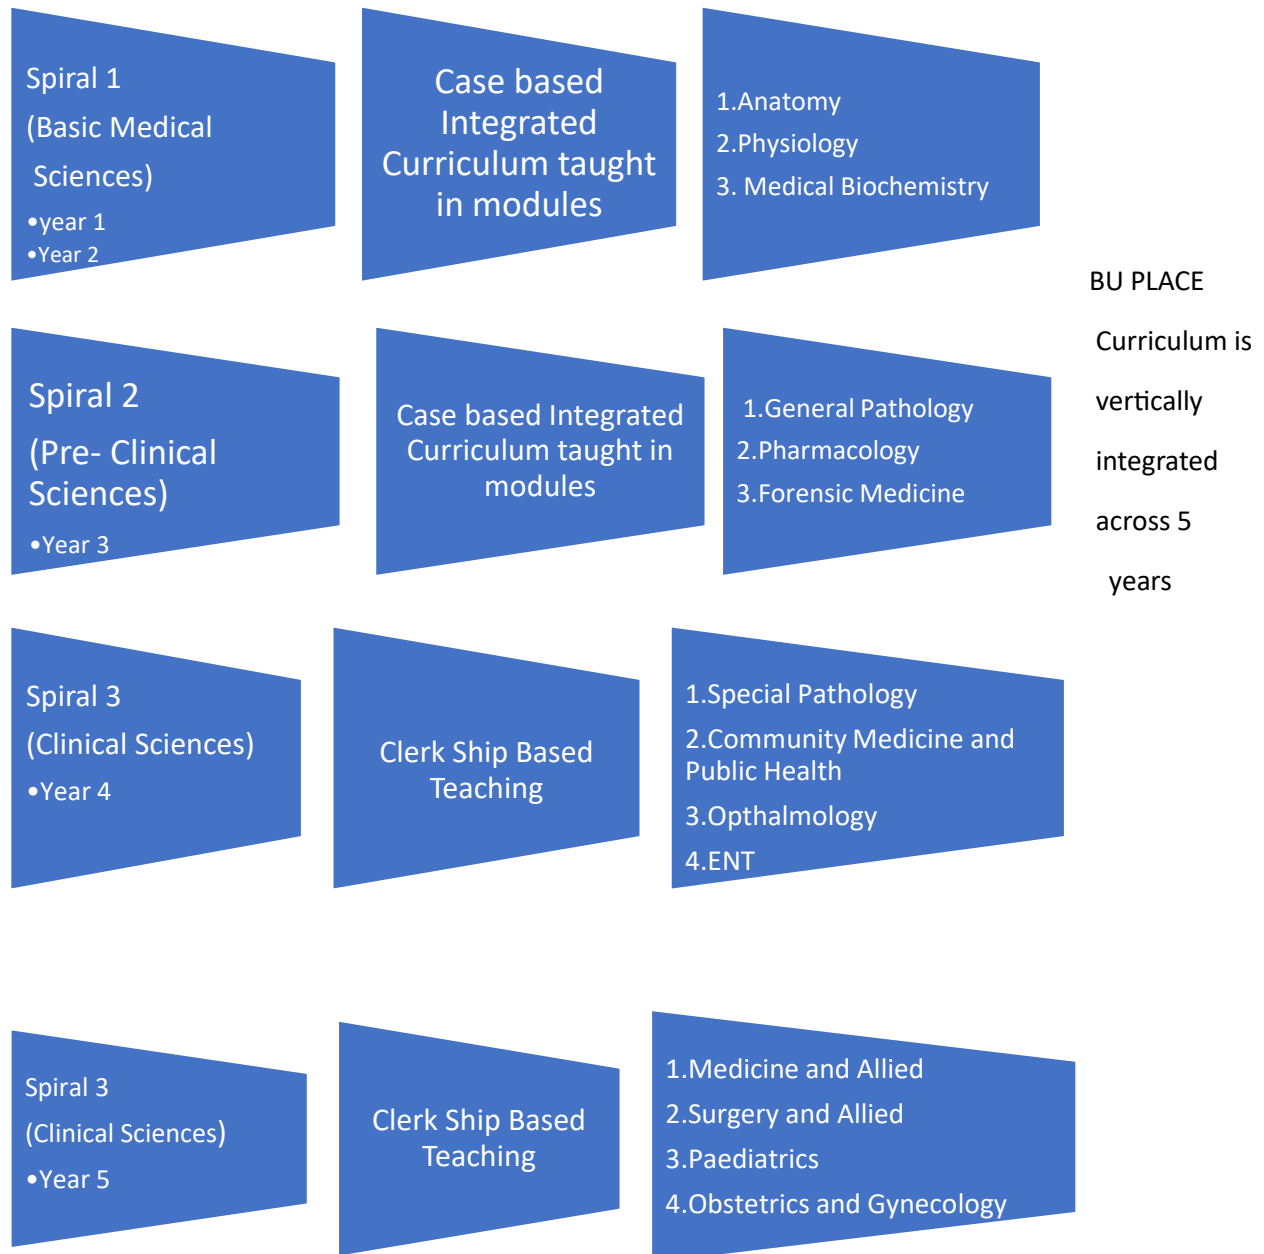 Spiral 1
(Basic Medical
Sciences)
•year 1
•Year 2
Case based
Integrated
Curriculum taught
in modules
1.Anatomy
2.Physiology
3. Medical Biochemistry
BU PLACE
Curriculum is
vertically
integrated
across 5
years
Spiral 2
(Pre- Clinical
Sciences)
•Year 3
Case based Integrated
Curriculum taught in
modules
1.General Pathology
2.Pharmacology
3.Forensic Medicine
Spiral 3
(Clinical Sciences)
•Year 4
Clerk Ship Based
Teaching
1.Special Pathology
2.Community Medicine and
Public Health
3.Opthalmology
4.ENT
Spiral 3
(Clinical Sciences)
•Year 5
Clerk Ship Based
Teaching
1.Medicine and Allied
2.Surgery and Allied
3.Paediatrics
4.Obstetrics and Gynecology